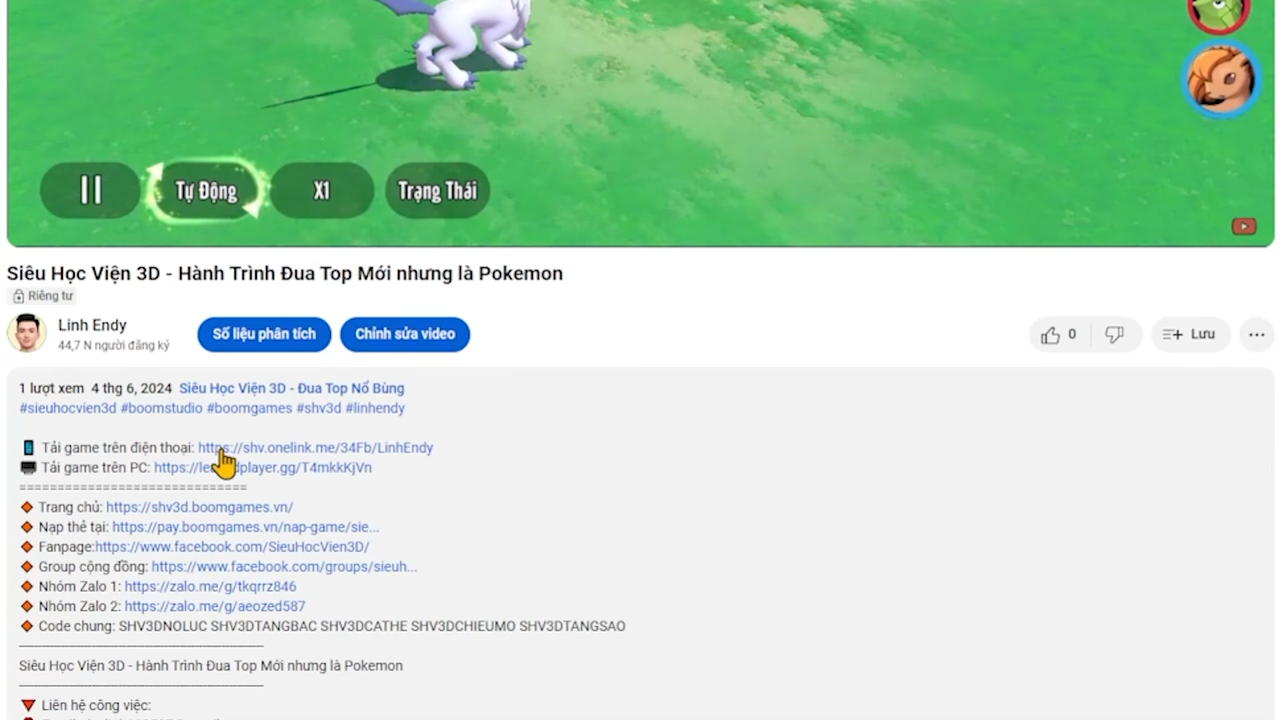 Tự Động
X1
Trạng Thái
Siêu Học Viện 3D - Hành Trình Đua Top Mới nhưng là Pokemon
Riêng tư
Linh Endy
44,7 N người đăng ký
Số liệu phân tích
Chỉnh sửa video
0
Lưu
1 lượt xem 4 thg 6, 2024 Siêu Học Viện 3D - Đua Top Nổ Bùng
#sieuhocvien3d #boomstudio #boomgames #shv3d #linhendy
Tải game trên điện thoại: https://shv.onelink.me/34Fb/LinhEndy
Tải game trên PC: dplayer.gg/T4mkkKjVn
==============================
Trang chủ: https://shv3d.boomgames.vn/
Nạp thẻ tại: https://pay.boomgames.vn/nap-game/sie...
Fanpage:https://www.facebook.com/SieuHocVien3D/
Group cộng đồng: https://www.facebook.com/groups/sieuh...
Nhóm Zalo 1: https://zalo.me/g/tkqrrz846
Nhóm Zalo 2: https://zalo.me/g/aeozed587
Code chung: SHV3DNOLUC SHV3DTANGBAC SHV3DCATHE SHV3DCHIEUMO SHV3DTANGSAO
Siêu Học Viện 3D - Hành Trình Đua Top Mới nhưng là Pokemon
Liên hệ công việc: